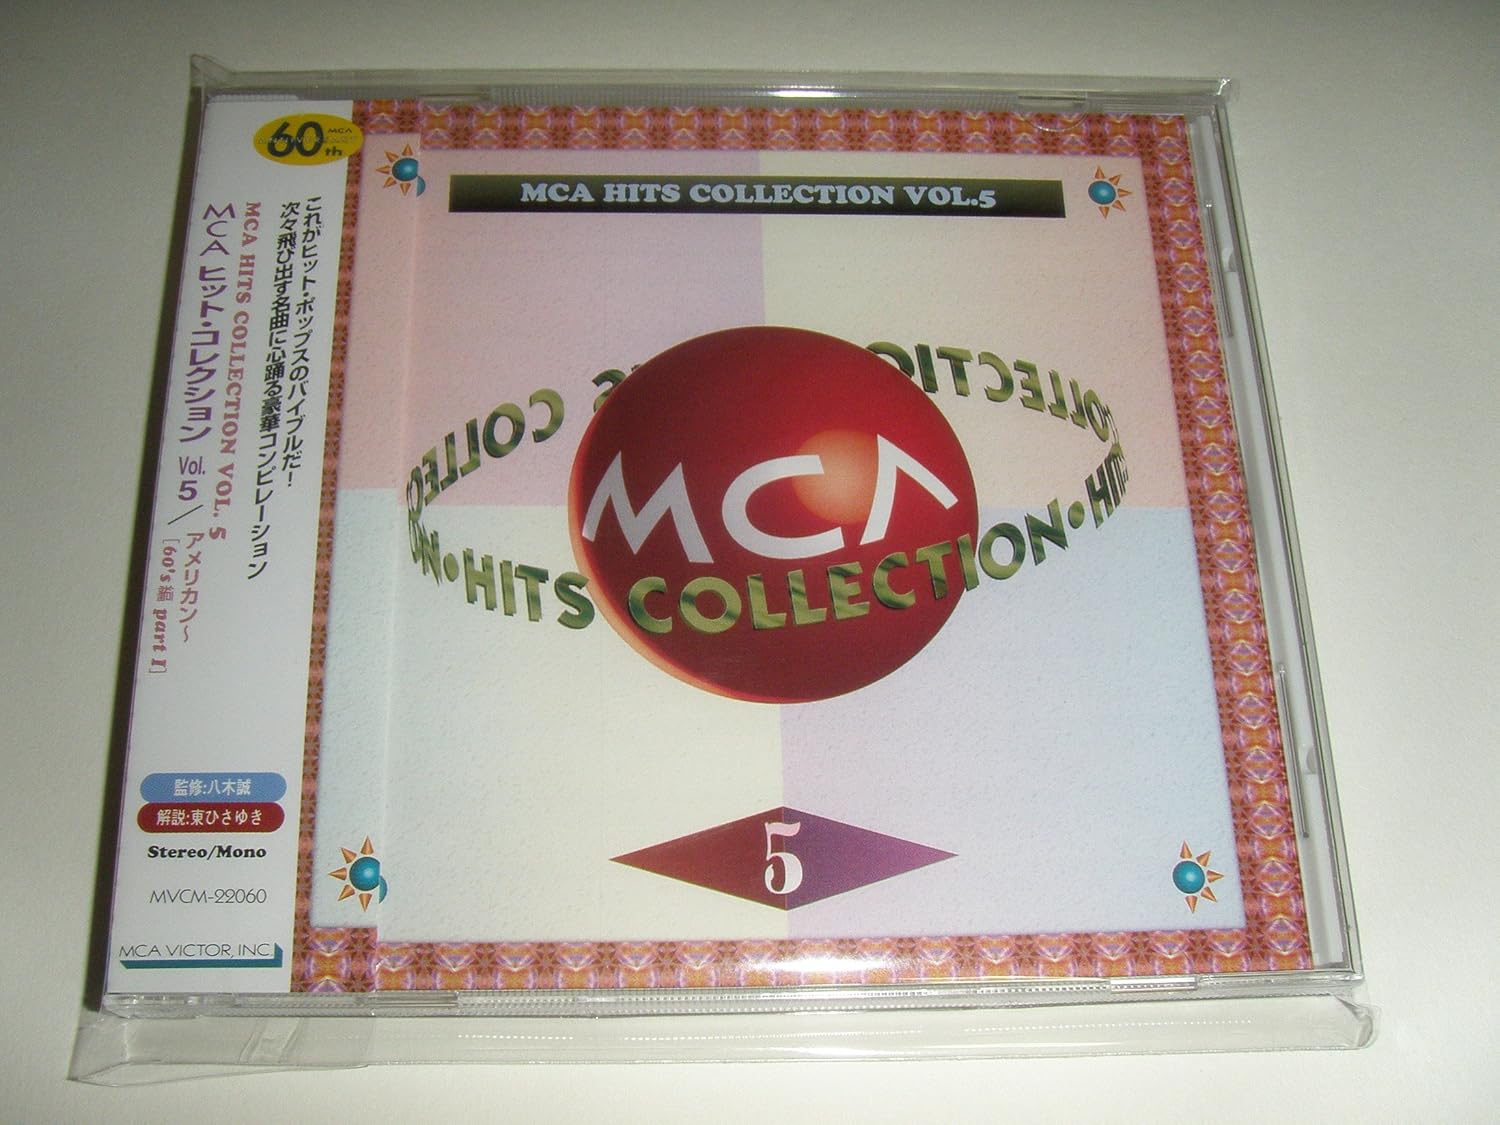 60th
MCA
これがヒット・ポップスのバイブルだ!
次々飛び出す名曲に心踊る豪華コンピレーション
MCA HITS COLLECTION VOL. 5
MCA ヒット・コレクション Vol. 5/アメリカン〜
[60's編 part I]
監修:八木誠
解説:東ひさゆき
Stereo/Mono
MVCM-22060
MCA VICTOR, INC.
MCA HITS COLLECTION VOL.5
COLLECTION
MCA
HITS COLLECTION
5